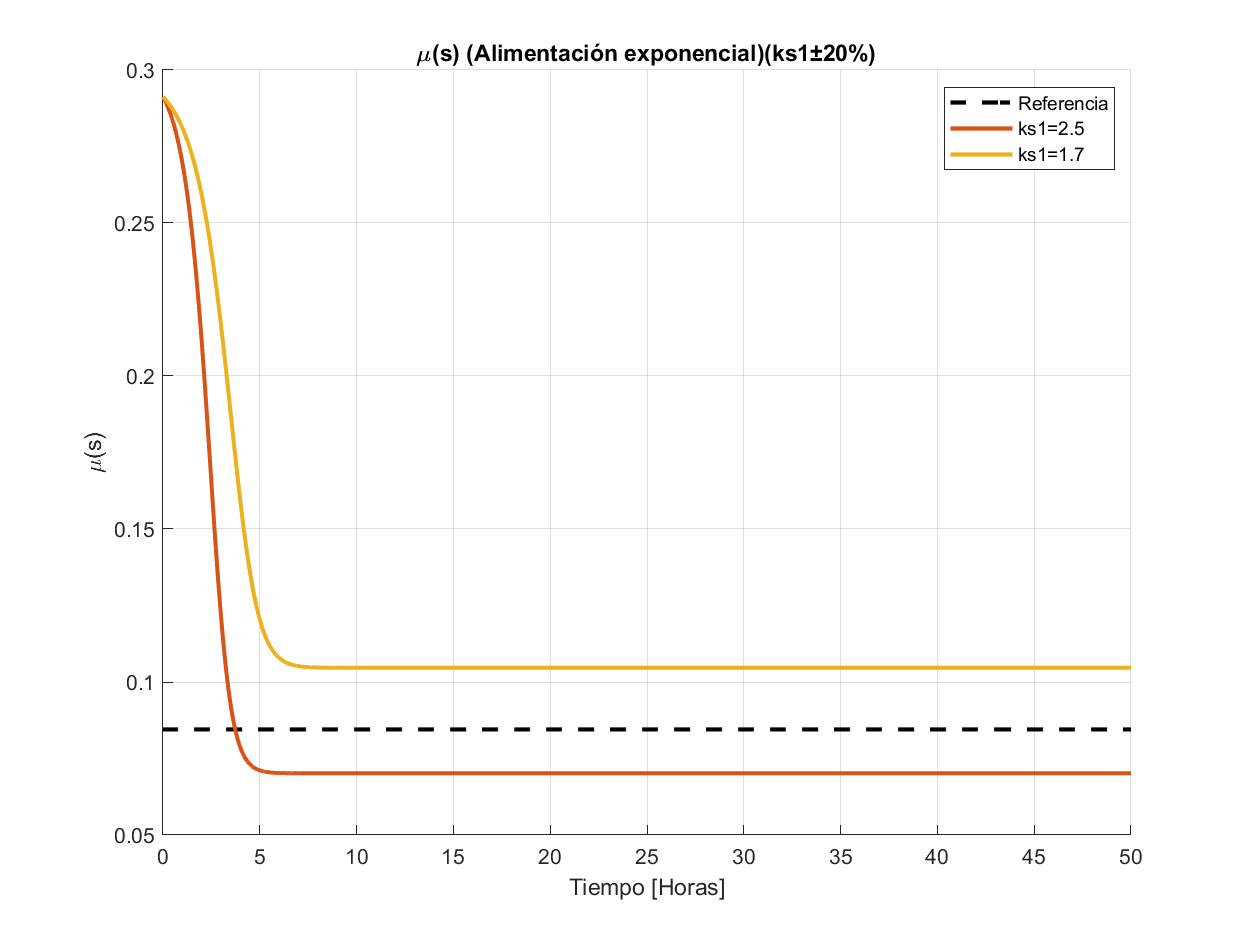 μ(s) (Alimentación exponencial)(ks1±20%)
Referencia
ks1=2.5
ks1=1.7
μ(s)
0.3
0.25
0.2
0.15
0.1
0.05
0 5 10 15 20 25 30 35 40 45 50
Tiempo [Horas]